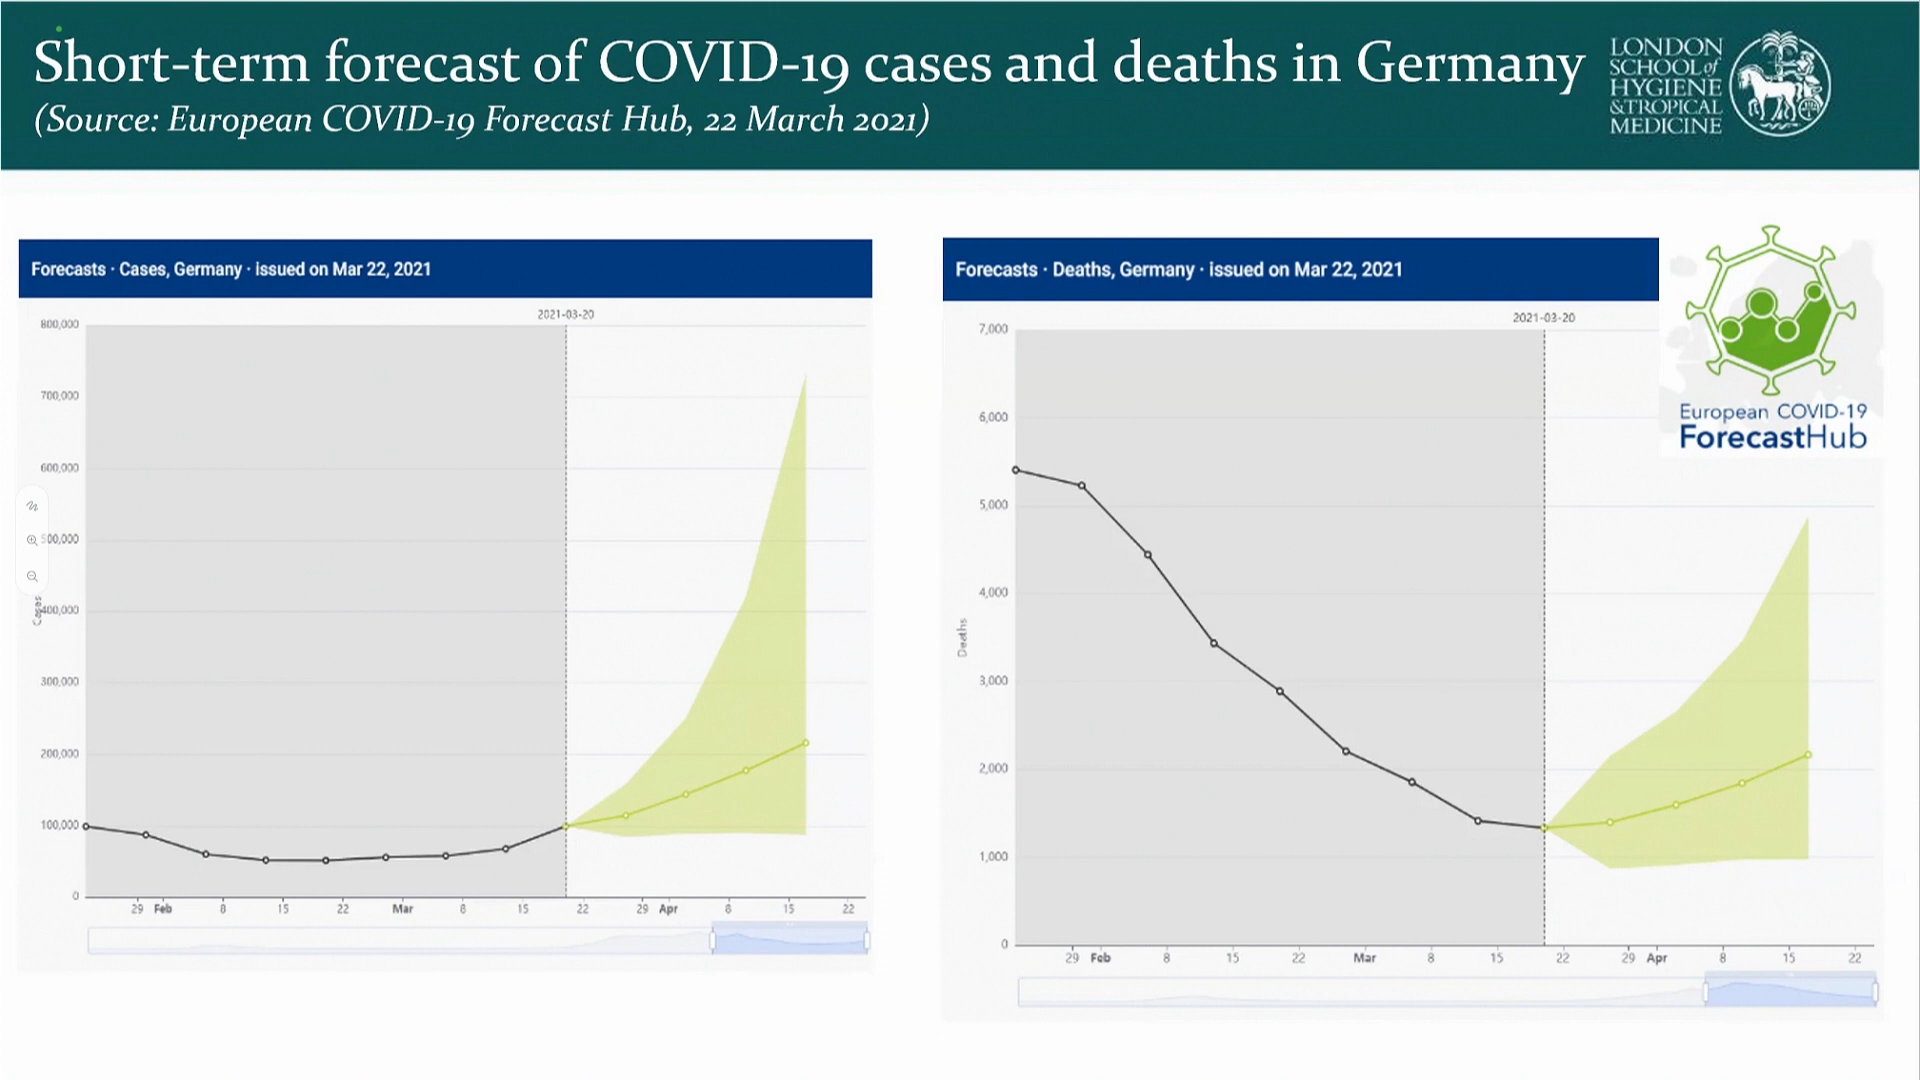 Short-term forecast of COVID-19 cases and deaths in Germany
(Source: European COVID-19 Forecast Hub, 22 March 2021)
LONDON
SCHOOL of
HYGIENE
& TROPICAL
MEDICINE
Forecasts · Cases, Germany · issued on Mar 22, 2021
2021-03-20
800,000
700,000
600,000
500,000
400,000
300,000
200,000
100,000
0
Cases
29 Feb 8 15 22 Mar 8 15 22 29 Apr 8 15 22
Forecasts · Deaths, Germany · issued on Mar 22, 2021
2021-03-20
7,000
6,000
5,000
4,000
3,000
2,000
1,000
0
Deaths
29 Feb 8 15 22 Mar 8 15 22 29 Apr 8 15 22
European COVID-19
ForecastHub